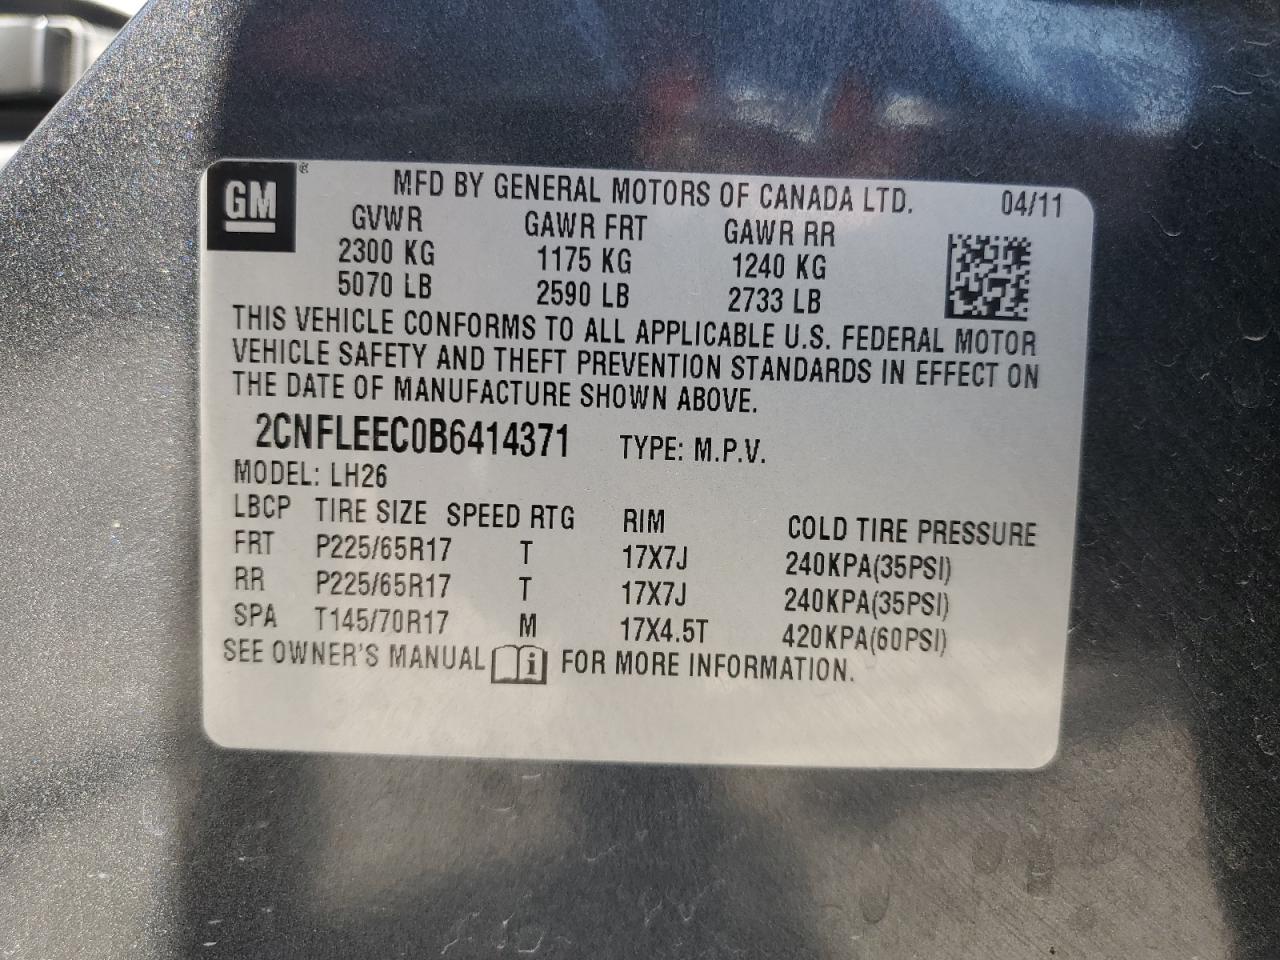 GM ®
MFD BY GENERAL MOTORS OF CANADA LTD. 04/11
GVWR GAWR FRT GAWR RR
2300 KG 1175 KG 1240 KG
5070 LB 2590 LB 2733 LB
THIS VEHICLE CONFORMS TO ALL APPLICABLE U.S. FEDERAL MOTOR
VEHICLE SAFETY AND THEFT PREVENTION STANDARDS IN EFFECT ON
THE DATE OF MANUFACTURE SHOWN ABOVE.
2CNFLEEC0B6414371 TYPE: M.P.V.
MODEL: LH26
LBCP TIRE SIZE SPEED RTG RIM COLD TIRE PRESSURE
FRT P225/65R17 T 17X7J 240KPA(35PSI)
RR P225/65R17 T 17X7J 240KPA(35PSI)
SPA T145/70R17 M 17X4.5T 420KPA(60PSI)
SEE OWNER'S MANUAL i FOR MORE INFORMATION.